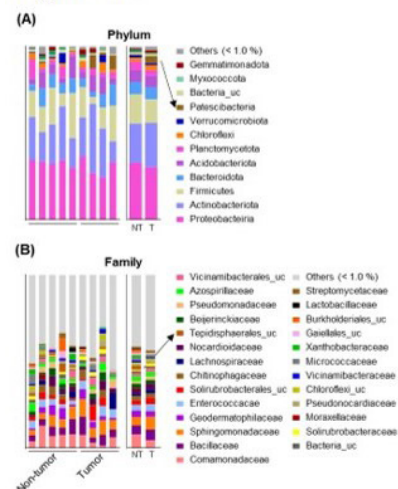 (A)
Phylum
Others (< 1.0 %)
Gemmatimonadota
Myxococcota
Bacteria_uc
Patescibacteria
Verrucomicrobiota
Chloroflexi
Planctomycetota
Acidobacteriota
Bacteroidota
Firmicutes
Actinobacteriota
Proteobacteiria
NT T
(B)
Family
Vicinamibacterales_uc
Azospirillaceae
Pseudomonadaceae
Beijerinckiaceae
Tepidisphaerales_uc
Nocardioidaceae
Lachnospiraceae
Chitinophagaceae
Solirubrobacterales_uc
Enterococcaceae
Geodermatophilaceae
Sphingomonadaceae
Bacillaceae
Comamonadaceae
Others (< 1.0 %)
Streptomycetaceae
Lactobacillaceae
Burkholderiales_uc
Gaiellales_uc
Xanthobacteraceae
Micrococcaceae
Vicinamibacteraceae
Chloroflexi_uc
Pseudonocardiaceae
Moraxellaceae
Solirubrobacteraceae
Bacteria_uc
Non-tumor
Tumor
NT T